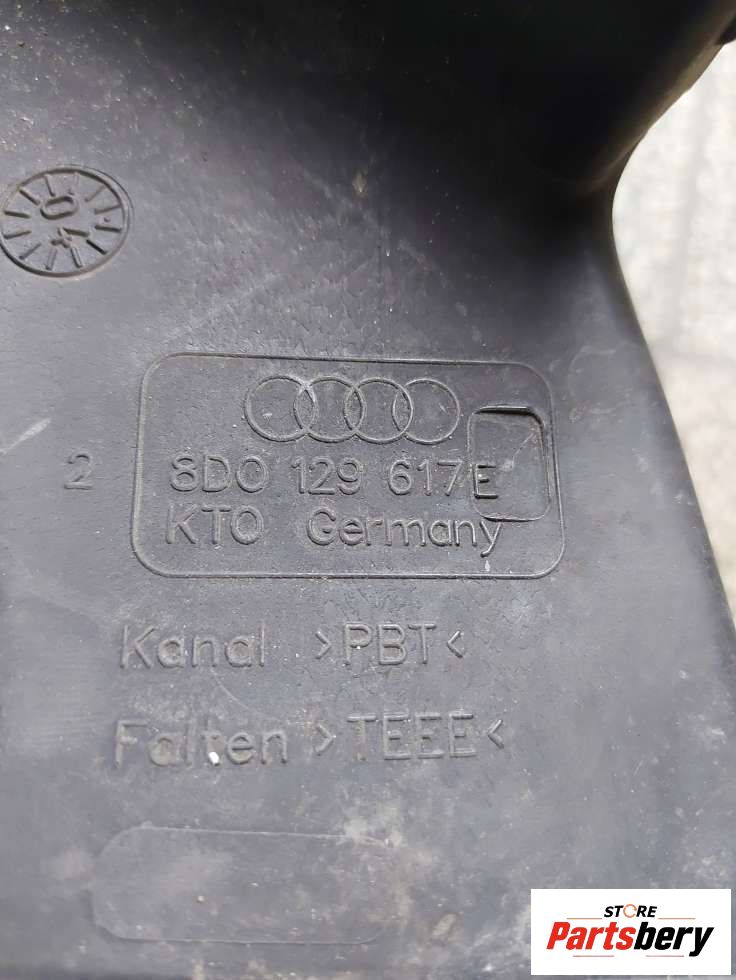 04
2
8D0 129 617 E
KTO Germany
Kanal >PBT<
Falten >TEEE<
STORE
Partsbery